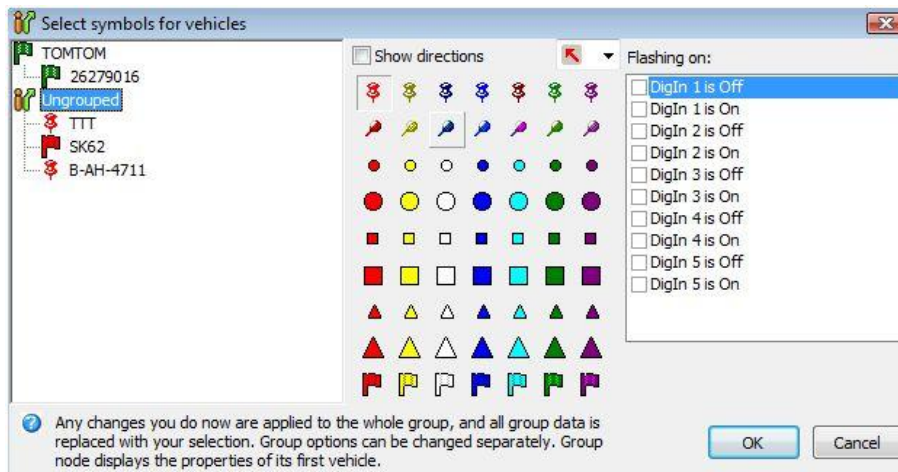 Select symbols for vehicles
TOMTOM
26279016
Ungrouped
TTT
SK62
B-AH-4711
Show directions
Flashing on:
DigIn 1 is Off
DigIn 1 is On
DigIn 2 is Off
DigIn 2 is On
DigIn 3 is Off
DigIn 3 is On
DigIn 4 is Off
DigIn 4 is On
DigIn 5 is Off
DigIn 5 is On
Any changes you do now are applied to the whole group, and all group data is
replaced with your selection. Group options can be changed separately. Group
node displays the properties of its first vehicle.
OK
Cancel